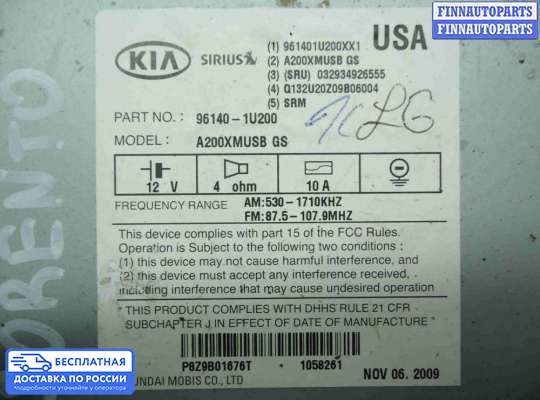 FINNAUTOPARTS
FINNAUTOPARTS
FINNAUTOPARTS
USA
KIA
SIRIUS
(1) 961401U200XX1
(2) A200XMUSB GS
(3) (SRU) 032934926555
(4) Q132U20Z09B06004
(5) SRM
LG
PART NO. : 96140-1U200
MODEL : A200XMUSB GS
12 V
4 ohm
10 A
FREQUENCY RANGE
AM:530-1710KHZ
FM:87.5-107.9MHZ
This device complies with part 15 of the FCC Rules.
Operation is Subject to the following two conditions :
(1) this device may not cause harmful interference, and
(2) this device must accept any interference received,
including interference that may cause undesired operation
" THIS PRODUCT COMPLIES WITH DHHS RULE 21 CFR
SUBCHAPTER J IN EFFECT OF DATE OF MANUFACTURE "
P8Z9B01676T
1058261
HYUNDAI MOBIS CO., LTD
NOV 06. 2009
ORENTO
БЕСПЛАТНАЯ
ДОСТАВКА ПО РОССИИ